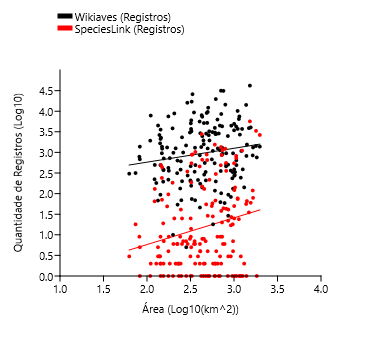 Wikiaves (Registros)
SpeciesLink (Registros)
Quantidade de Registros (Log10)
4.5
4.0
3.5
3.0
2.5
2.0
1.5
1.0
0.5
0.0
1.0 1.5 2.0 2.5 3.0 3.5 4.0
Área (Log10(km^2))